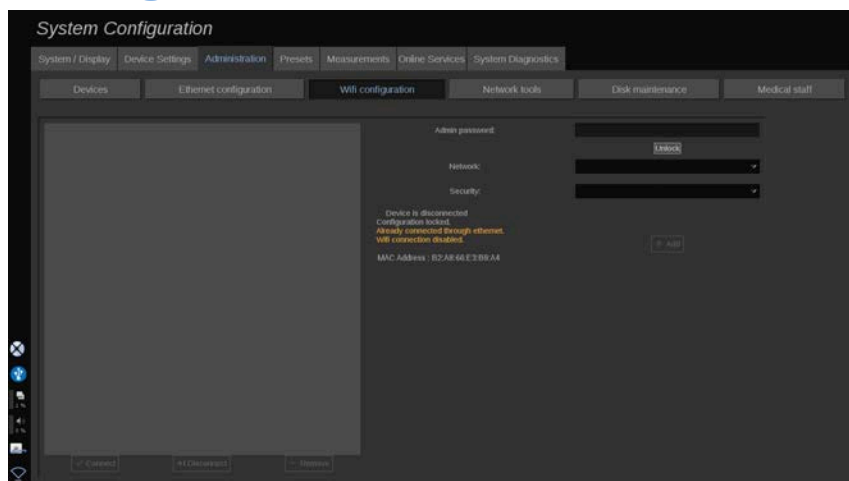 System Configuration
System / Display Device Settings Administration Presets Measurements Online Services System Diagnostics
Devices Ethernet configuration Wifi configuration Network tools Disk maintenance Medical staff
Admin password:
Unlock
Network:
Security:
Device is disconnected
Configuration locked.
Already connected through ethernet.
Wifi connection disabled.
+ Add
MAC Address : B2:A8:66:E3:B9:A4
Connect Disconnect Remove